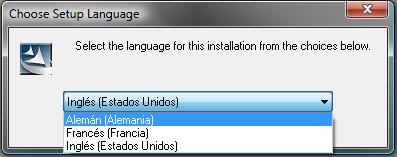 Choose Setup Language
Select the language for this installation from the choices below.
Inglés (Estados Unidos)
Alemán (Alemania)
Francés (Francia)
Inglés (Estados Unidos)